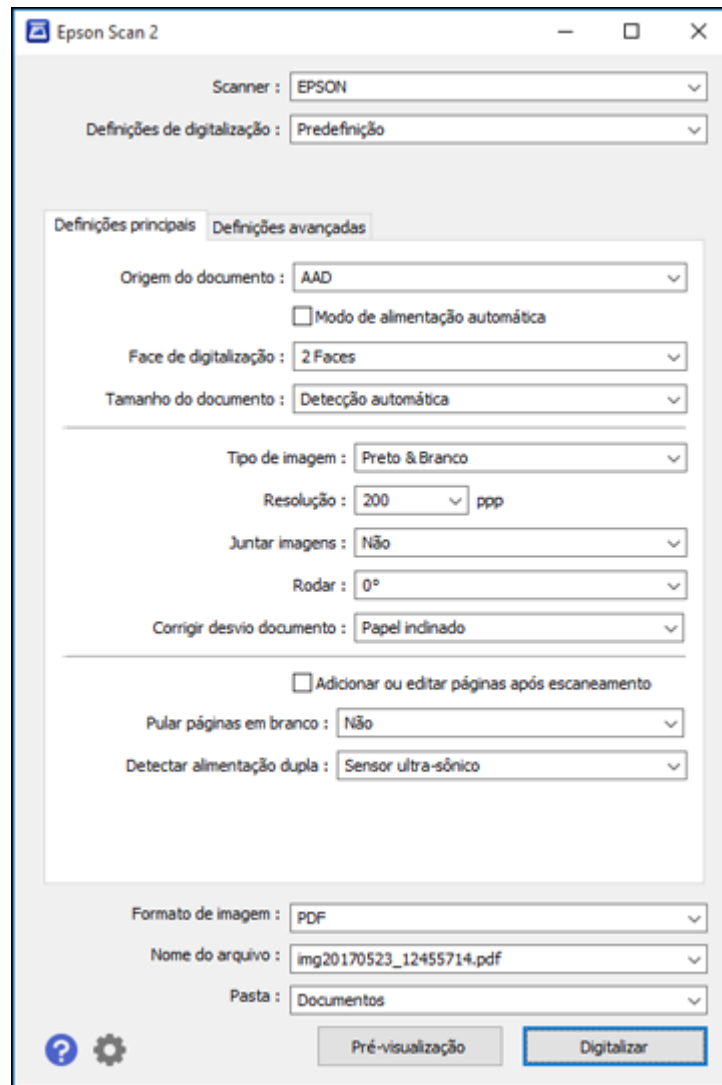 Epson Scan 2
Scanner : EPSON
Definições de digitalização : Predefinição
Definições principais Definições avançadas
Origem do documento : AAD
Modo de alimentação automática
Face de digitalização : 2 Faces
Tamanho do documento : Detecção automática
Tipo de imagem : Preto & Branco
Resolução : 200 ppp
Juntar imagens : Não
Rodar : 0°
Corrigir desvio documento : Papel inclinado
Adicionar ou editar páginas após escaneamento
Pular páginas em branco : Não
Detectar alimentação dupla : Sensor ultra-sônico
Formato de imagem : PDF
Nome do arquivo : img20170523_12455714.pdf
Pasta : Documentos
? Pré-visualização Digitalizar